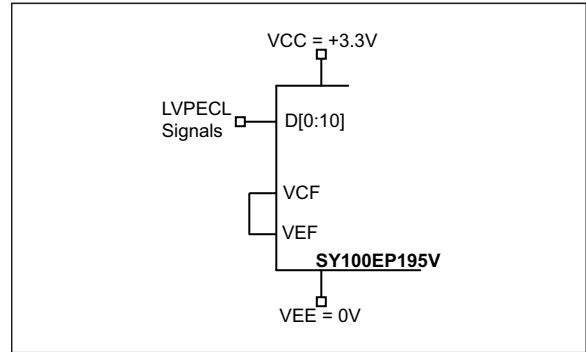 VCC = +3.3V
LVPECL
Signals
D[0:10]
VCF
VEF
SY100EP195V
VEE = 0V